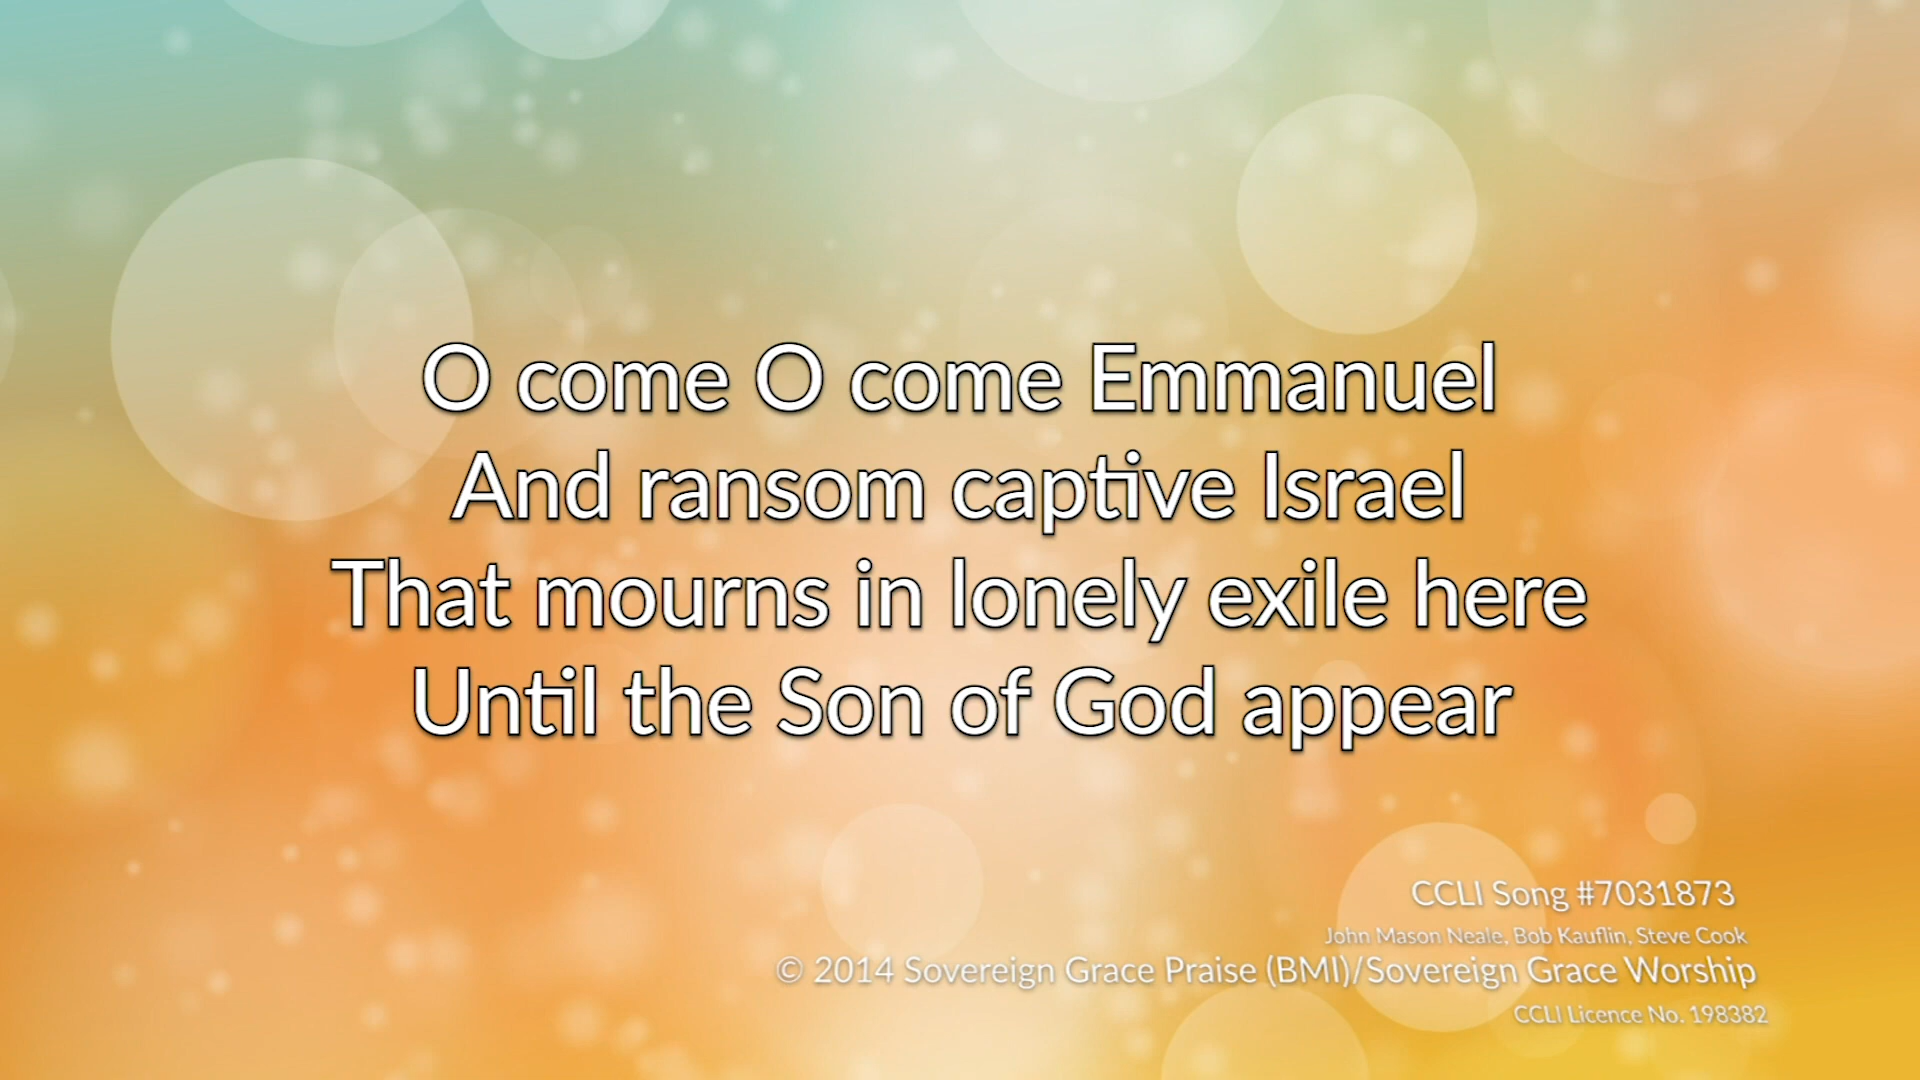 O come O come Emmanuel
And ransom captive Israel
That mourns in lonely exile here
Until the Son of God appear
CCLI Song #7031873
John Mason Neale, Bob Kauflin, Steve Cook
© 2014 Sovereign Grace Praise (BMI)/Sovereign Grace Worship
CCLI Licence No. 198382